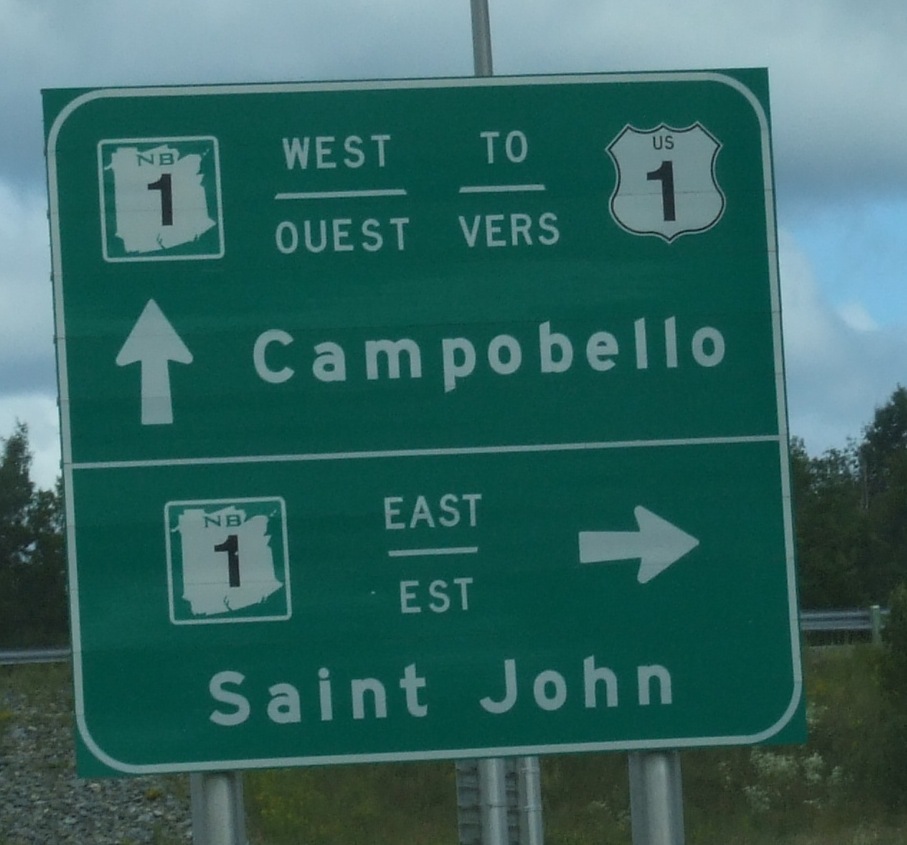 NB 1 WEST TO US 1
OUEST VERS
Campobello
NB 1 EAST
EST
Saint John